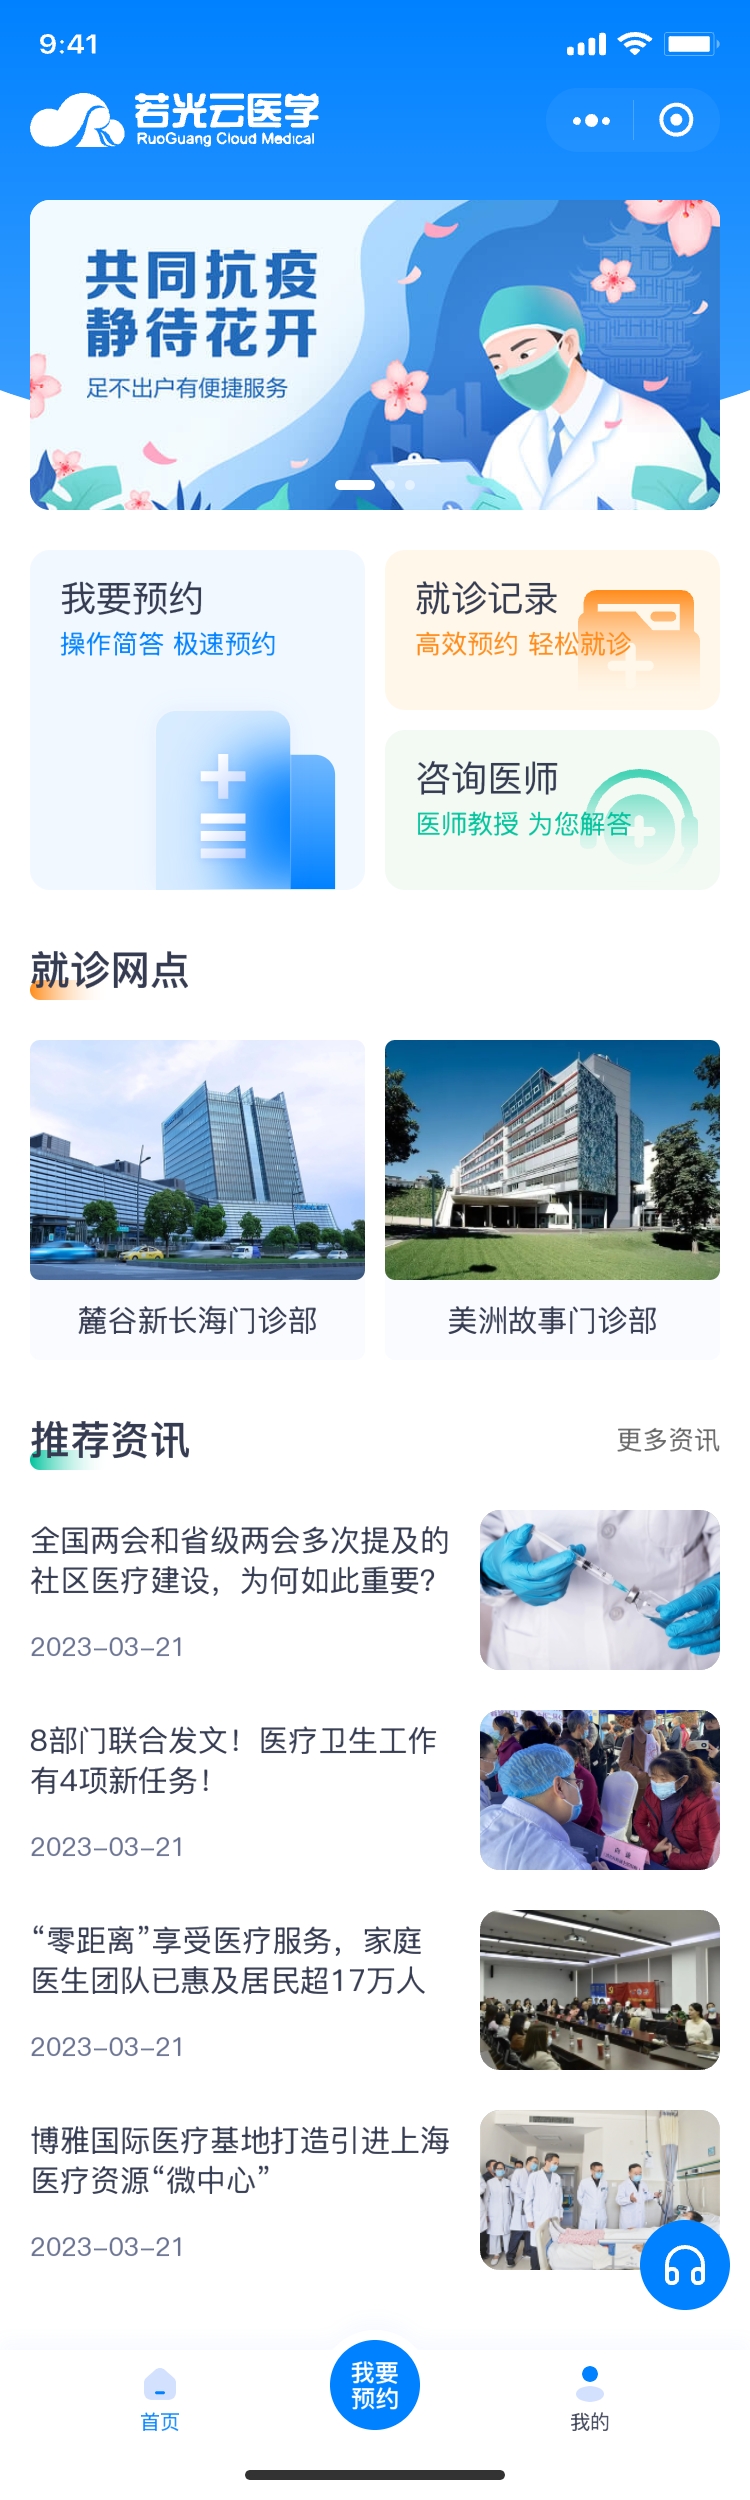 9:41
若光云医学
RuoGuang Cloud Medical
共同抗疫
静待花开
足不出户有便捷服务
我要预约
操作简答 极速预约
就诊记录
高效预约 轻松就诊
咨询医师
医师教授 为您解答
就诊网点
麓谷新长海门诊部
美洲故事门诊部
推荐资讯
更多资讯
全国两会和省级两会多次提及的
社区医疗建设，为何如此重要？
2023-03-21
8部门联合发文！医疗卫生工作
有4项新任务！
2023-03-21
“零距离”享受医疗服务，家庭
医生团队已惠及居民超17万人
2023-03-21
博雅国际医疗基地打造引进上海
医疗资源“微中心”
2023-03-21
首页
我要
预约
我的